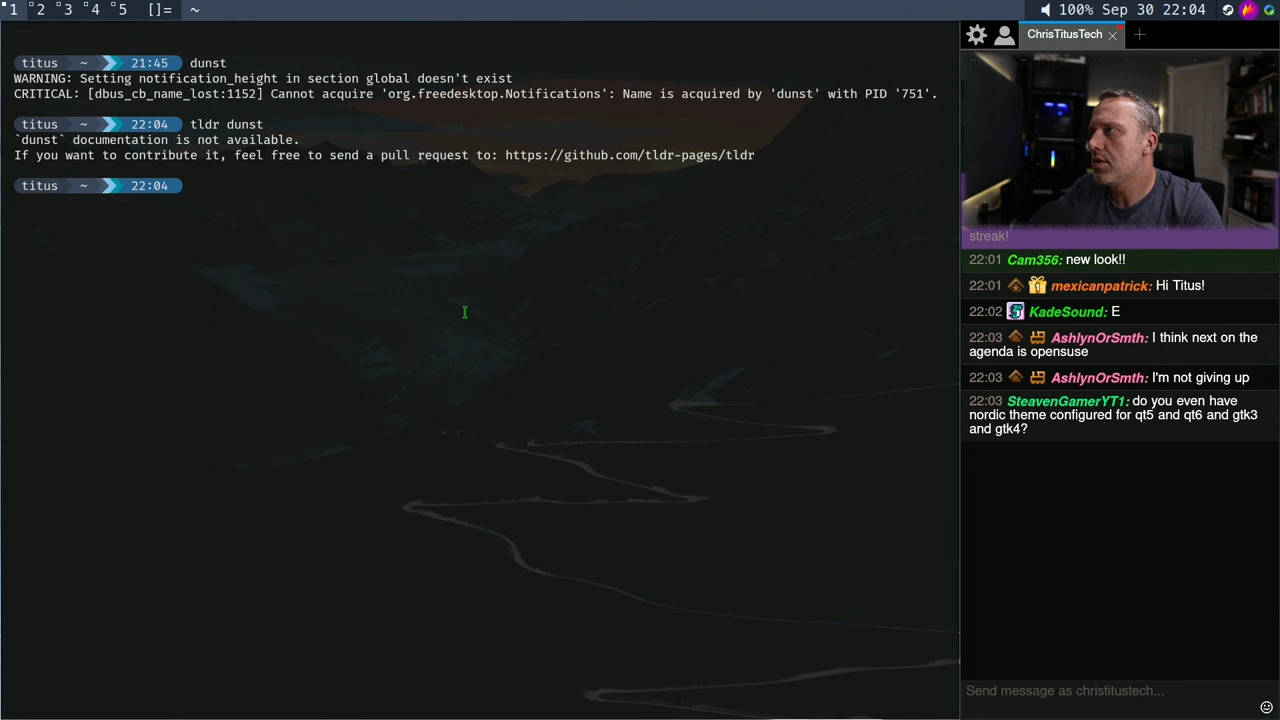 1 2 3 4 5 []= ~ 100% Sep 30 22:04
titus ~ 21:45 dunst
WARNING: Setting notification_height in section global doesn't exist
CRITICAL: [dbus_cb_name_lost:1152] Cannot acquire 'org.freedesktop.Notifications': Name is acquired by 'dunst' with PID '751'.
titus ~ 22:04 tldr dunst
`dunst` documentation is not available.
If you want to contribute it, feel free to send a pull request to: https://github.com/tldr-pages/tldr
titus ~ 22:04
ChrisTitusTech
streak!
22:01 Cam356: new look!!
22:01 mexicanpatrick: Hi Titus!
22:02 KadeSound: E
22:03 AshlynOrSmth: I think next on the
agenda is opensuse
22:03 AshlynOrSmth: I'm not giving up
22:03 SteavenGamerYT1: do you even have
nordic theme configured for qt5 and qt6 and gtk3
and gtk4?
Send message as christitustech...